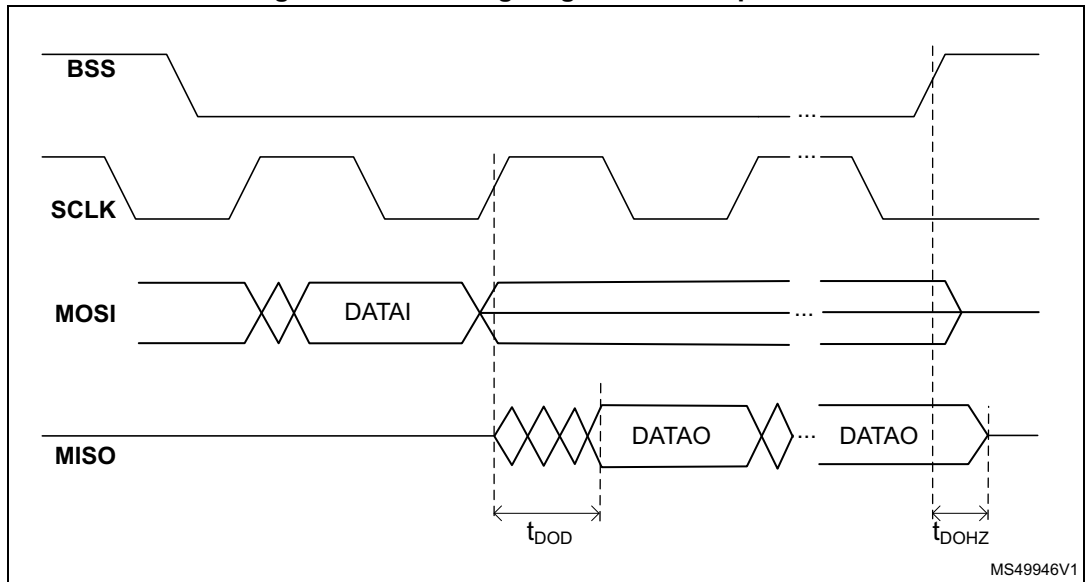 BSS
...
...
SCLK
MOSI
DATAI
...
MISO
DATAO
...
DATAO
tDOD
tDOHZ
MS49946V1